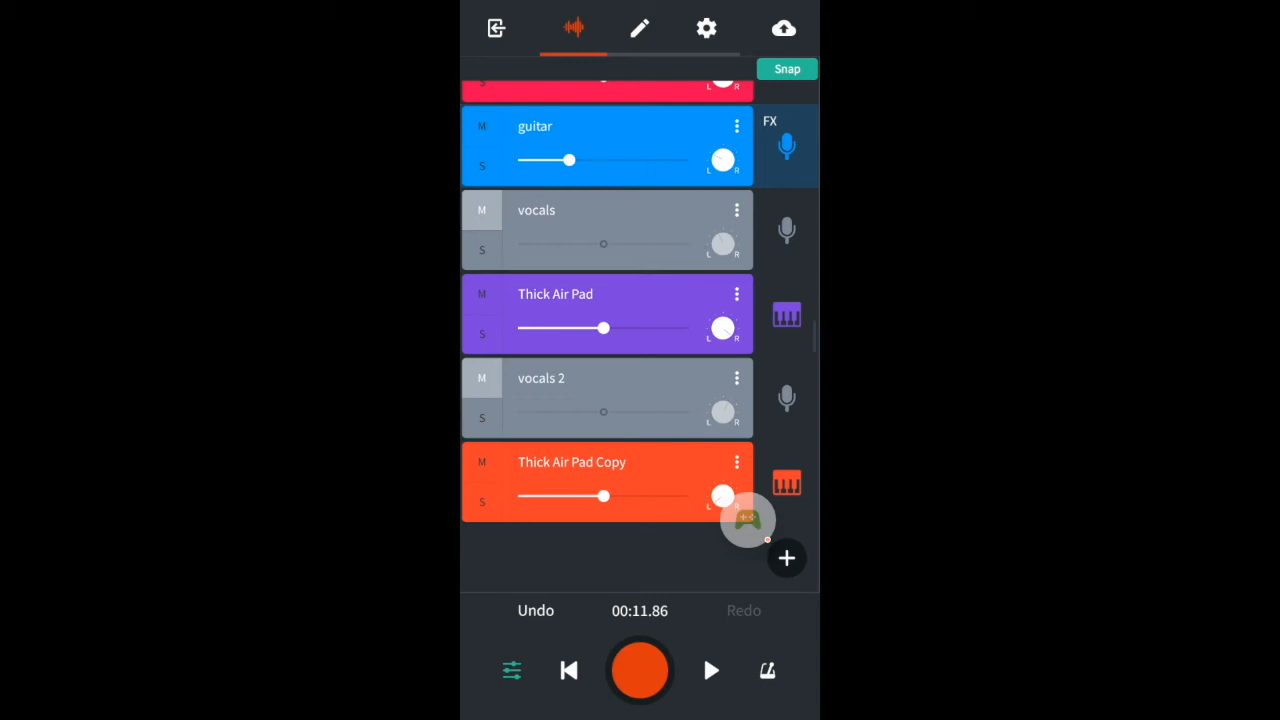 Snap
S
L R
M guitar FX
S
L R
M vocals
S
L R
M Thick Air Pad
S
L R
M vocals 2
S
L R
M Thick Air Pad Copy
S
L R
Undo 00:11.86 Redo